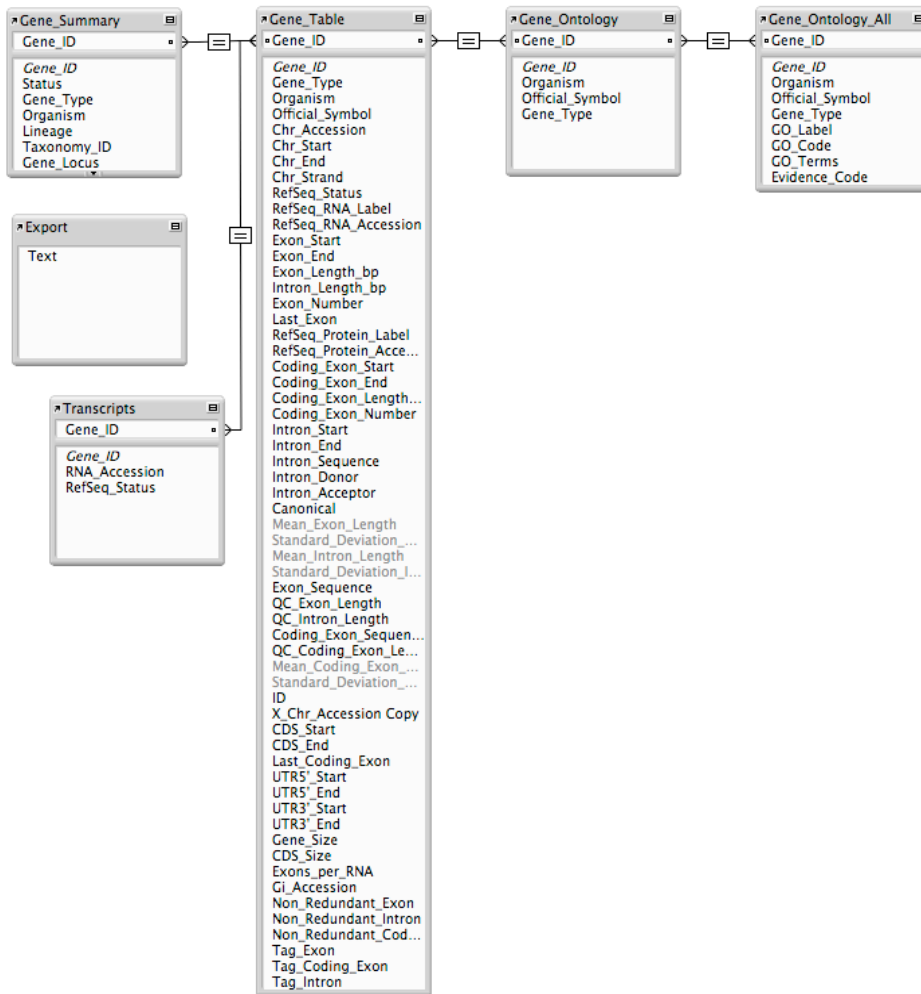 Gene_Summary
Gene_ID
Gene_ID
Status
Gene_Type
Organism
Lineage
Taxonomy_ID
Gene_Locus
Export
Text
Transcripts
Gene_ID
Gene_ID
RNA_Accession
RefSeq_Status
Gene_Table
Gene_ID
Gene_ID
Gene_Type
Organism
Official_Symbol
Chr_Accession
Chr_Start
Chr_End
Chr_Strand
RefSeq_Status
RefSeq_RNA_Label
RefSeq_RNA_Accession
Exon_Start
Exon_End
Exon_Length_bp
Intron_Length_bp
Exon_Number
Last_Exon
RefSeq_Protein_Label
RefSeq_Protein_Acce...
Coding_Exon_Start
Coding_Exon_End
Coding_Exon_Length...
Coding_Exon_Number
Intron_Start
Intron_End
Intron_Sequence
Intron_Donor
Intron_Acceptor
Canonical
Mean_Exon_Length
Standard_Deviation_...
Mean_Intron_Length
Standard_Deviation_I...
Exon_Sequence
QC_Exon_Length
QC_Intron_Length
Coding_Exon_Sequen...
QC_Coding_Exon_Le...
Mean_Coding_Exon_...
Standard_Deviation_...
ID
X_Chr_Accession Copy
CDS_Start
CDS_End
Last_Coding_Exon
UTR5'_Start
UTR5'_End
UTR3'_Start
UTR3'_End
Gene_Size
CDS_Size
Exons_per_RNA
Gi_Accession
Non_Redundant_Exon
Non_Redundant_Intron
Non_Redundant_Cod...
Tag_Exon
Tag_Coding_Exon
Tag_Intron
Gene_Ontology
Gene_ID
Gene_ID
Organism
Official_Symbol
Gene_Type
Gene_Ontology_All
Gene_ID
Gene_ID
Organism
Official_Symbol
Gene_Type
GO_Label
GO_Code
GO_Terms
Evidence_Code